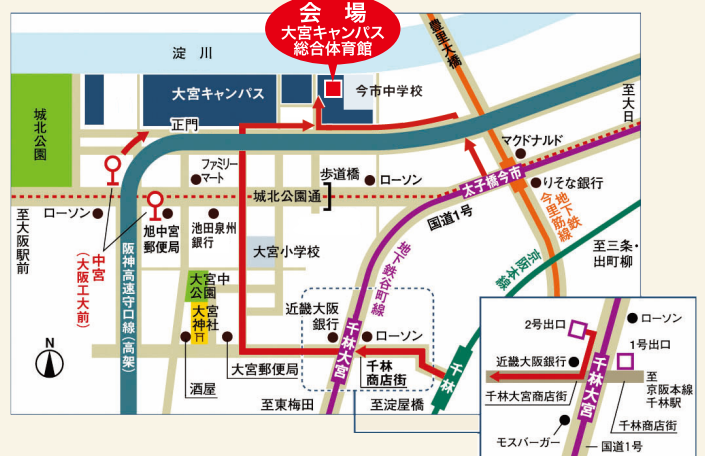 会 場
大宮キャンパス
総合体育館
淀 川
豊里大橋
至大日
城北公園
大宮キャンパス
今市中学校
正門
マクドナルド
ファミリー
マート
歩道橋
ローソン
太子橋今市
りそな銀行
城北公園通
国道1号
地下鉄
今里筋線
至大阪駅前
ローソン
旭中宮
郵便局
池田泉州
銀行
中宮
(大阪工大前)
阪神高速守口線(高架)
大宮小学校
地下鉄谷町線
京阪本線
至三条・
出町柳
大宮中
公園
大宮
神社
近畿大阪
銀行
千林大宮
ローソン
N
酒屋
大宮郵便局
千林
商店街
千林
至東梅田
至淀屋橋
2号出口
ローソン
1号出口
近畿大阪銀行
千林大宮
至
京阪本線
千林駅
千林大宮商店街
千林商店街
モスバーガー
国道1号